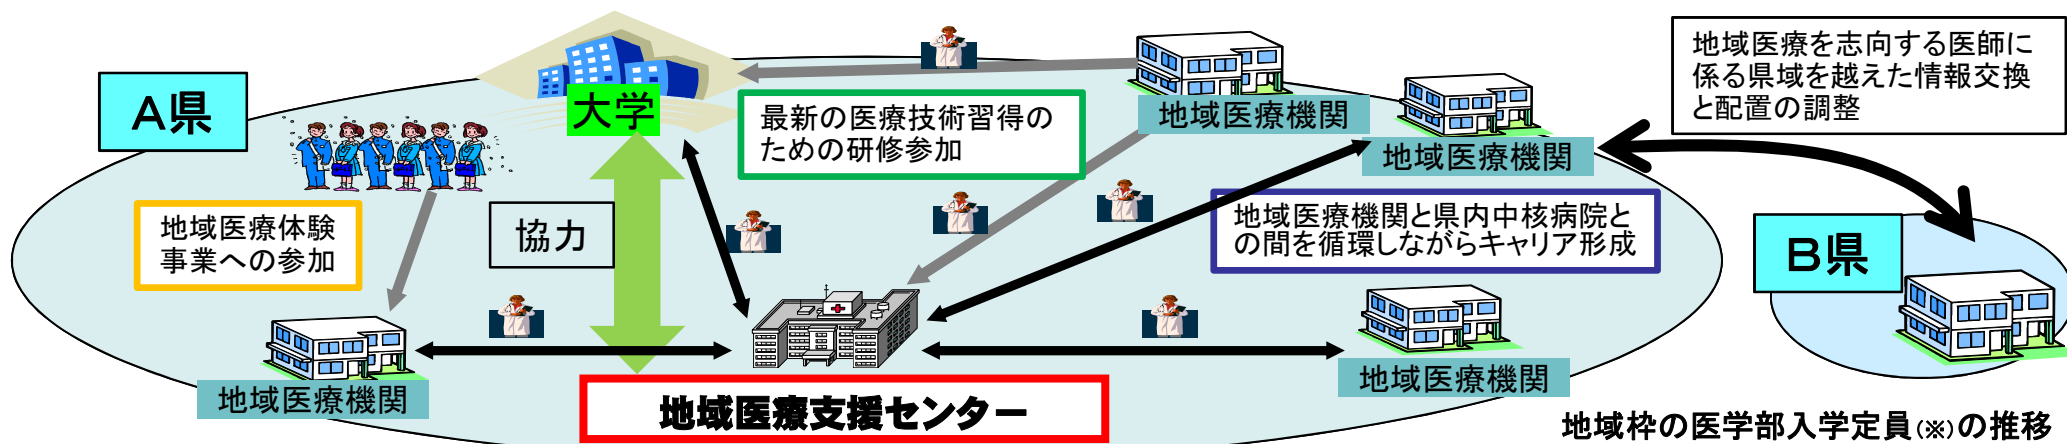 A県
大学
最新の医療技術習得の
ための研修参加
地域医療機関
地域医療機関
地域医療を志向する医師に
係る県域を越えた情報交換
と配置の調整
地域医療体験
事業への参加
協力
地域医療機関と県内中核病院と
の間を循環しながらキャリア形成
B県
地域医療機関
地域医療機関
地域医療支援センター
地域枠の医学部入学定員(※)の推移